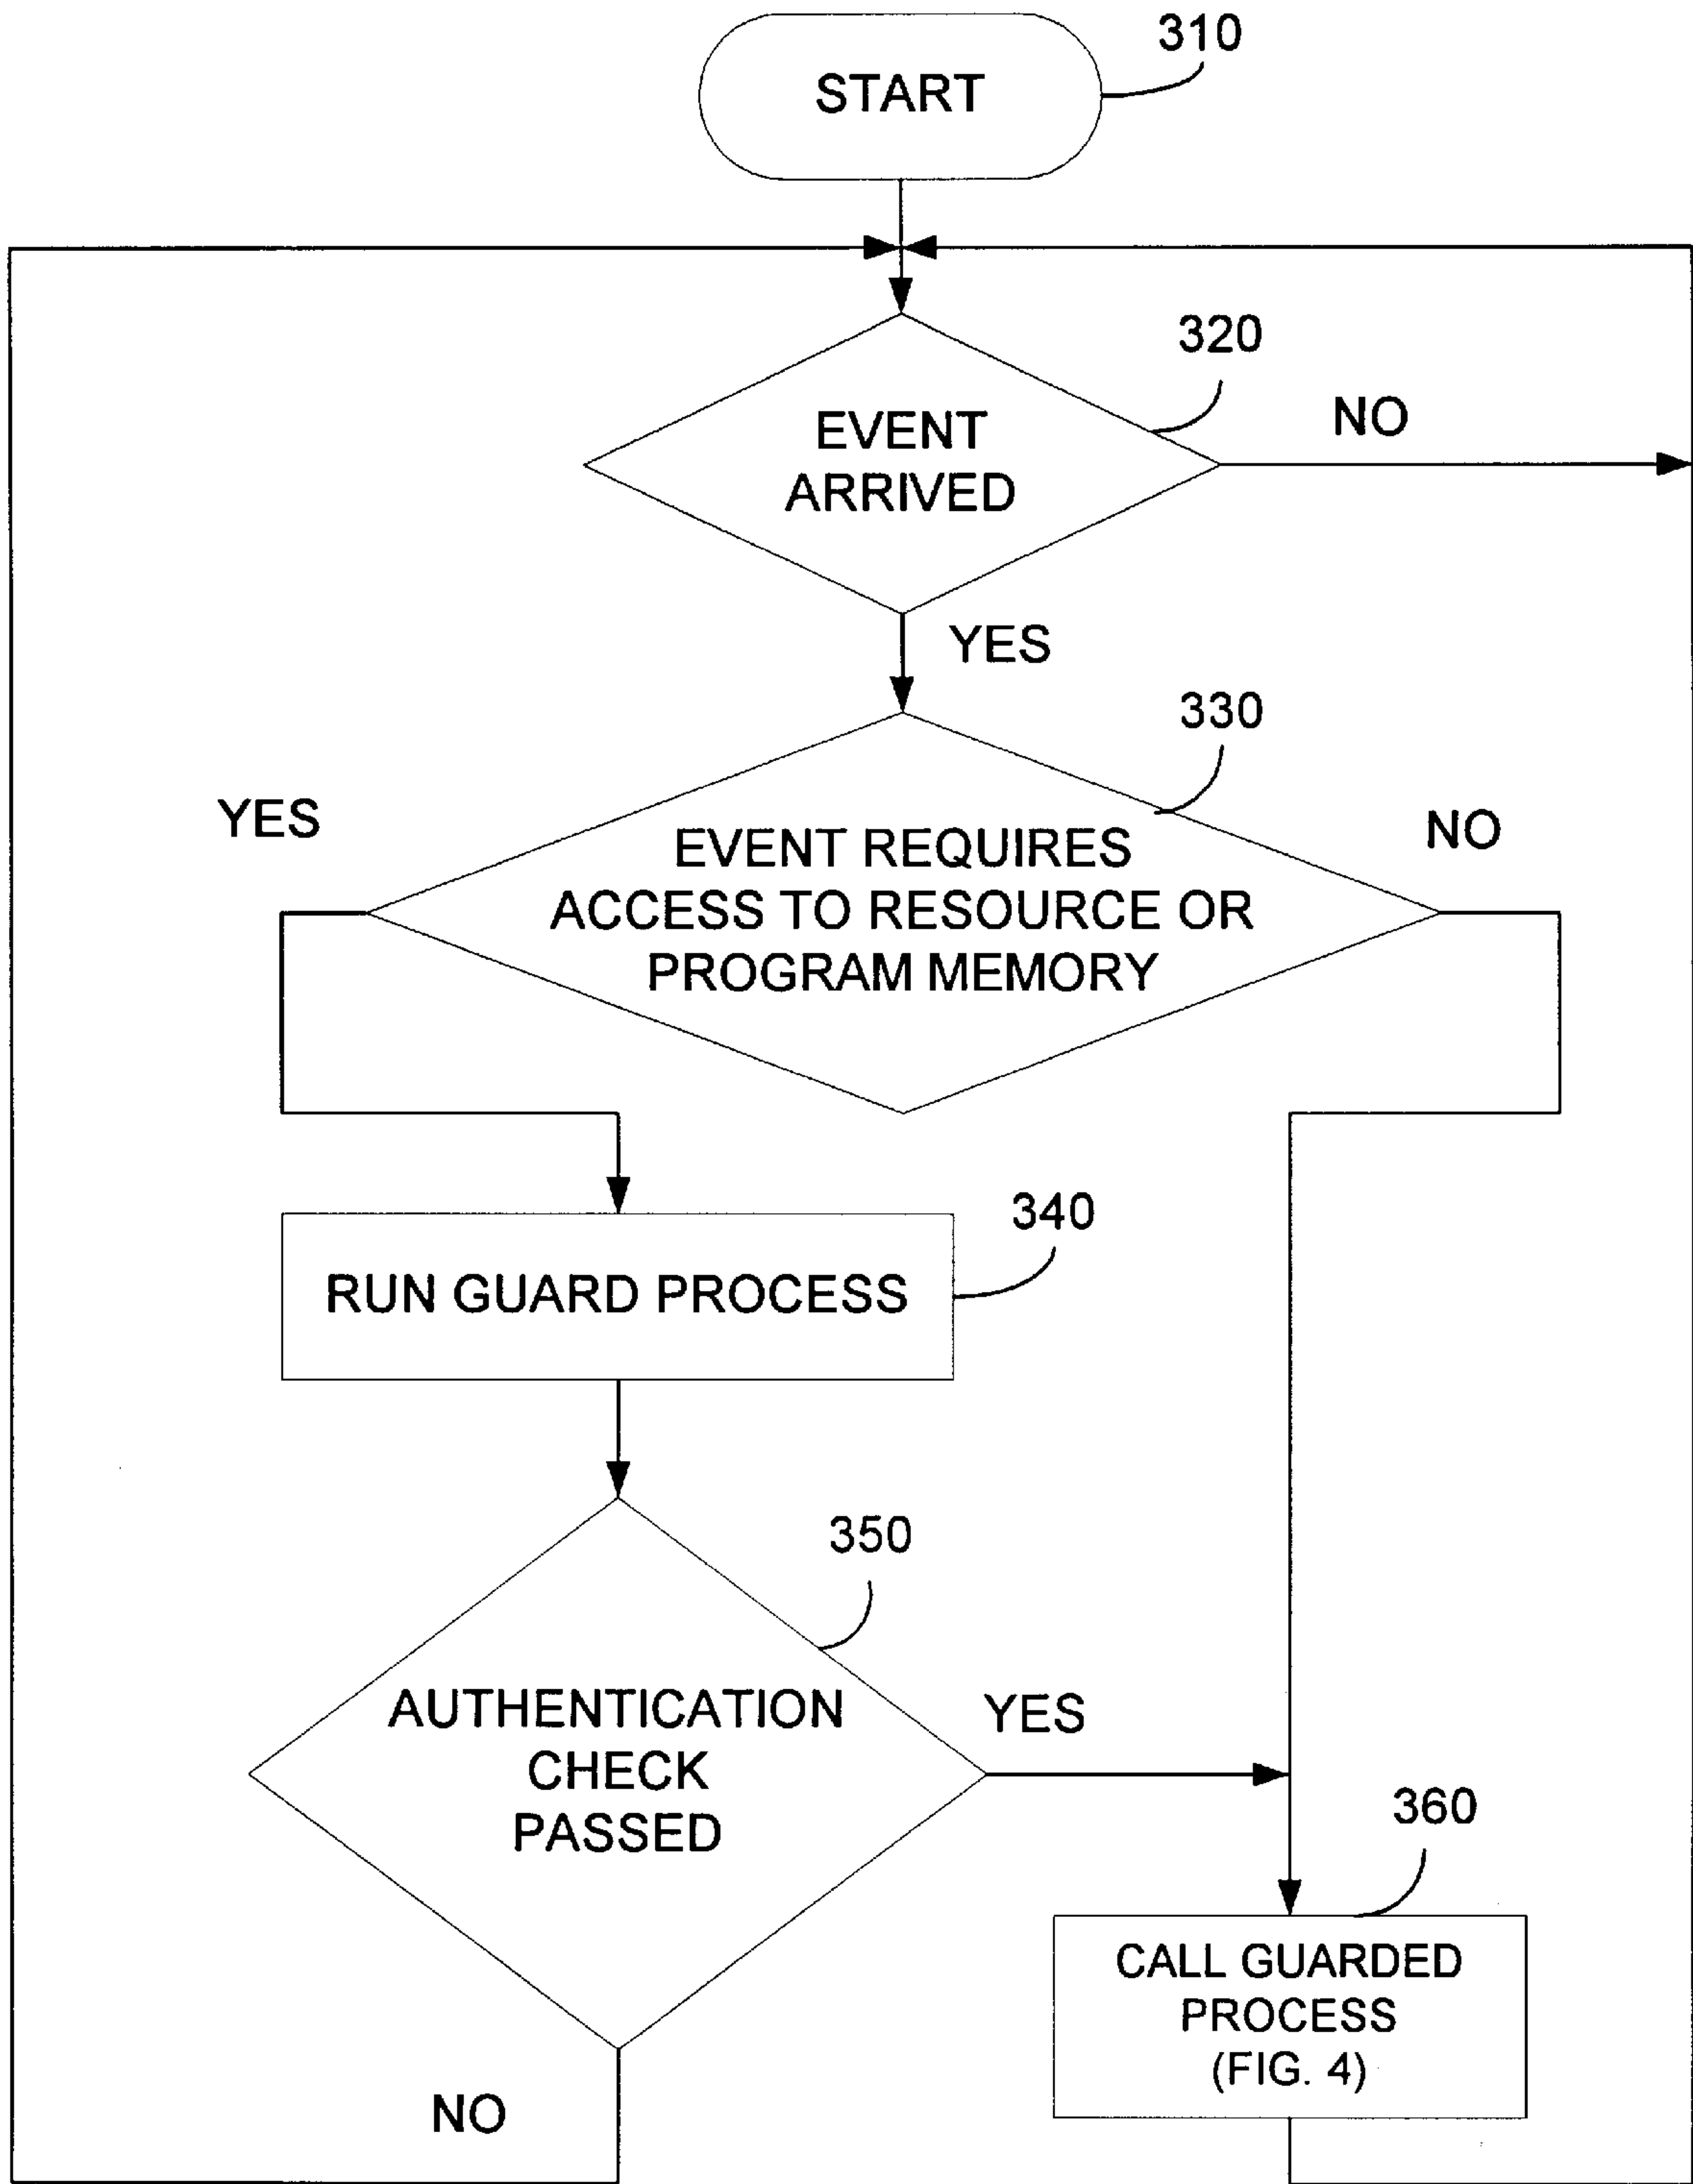 310
START
320
EVENT
ARRIVED
NO
YES
330
YES
EVENT REQUIRES
ACCESS TO RESOURCE OR
PROGRAM MEMORY
NO
340
RUN GUARD PROCESS
350
AUTHENTICATION
CHECK
PASSED
YES
360
CALL GUARDED
PROCESS
(FIG. 4)
NO